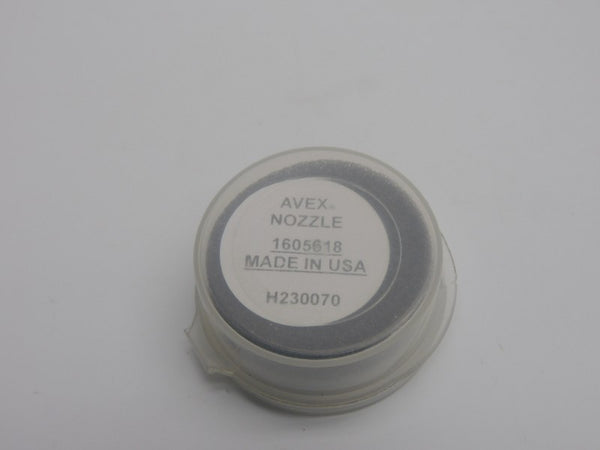 AVEX®
NOZZLE
1605618
MADE IN USA
H230070